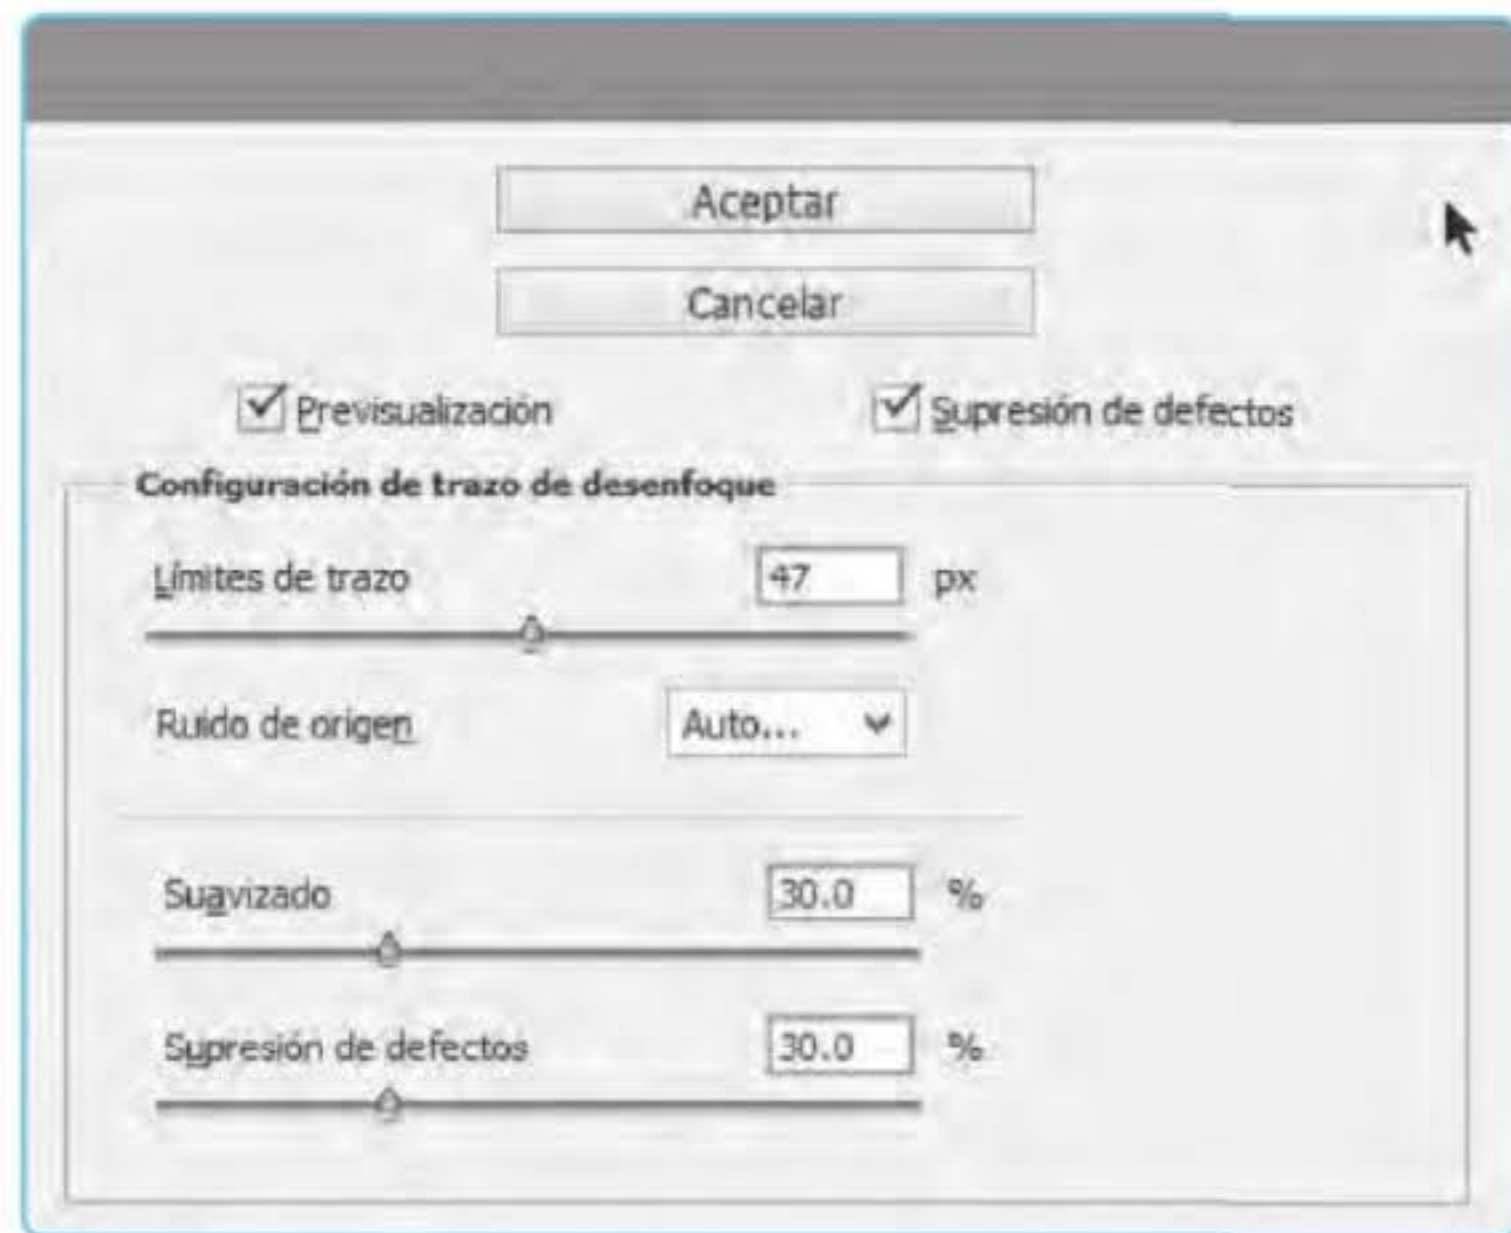 Aceptar
Cancelar
Previsualización
Supresión de defectos
Configuración de trazo de desenfoque
Límites de trazo 47 px
Ruido de origen Auto...
Suavizado 30.0 %
Supresión de defectos 30.0 %